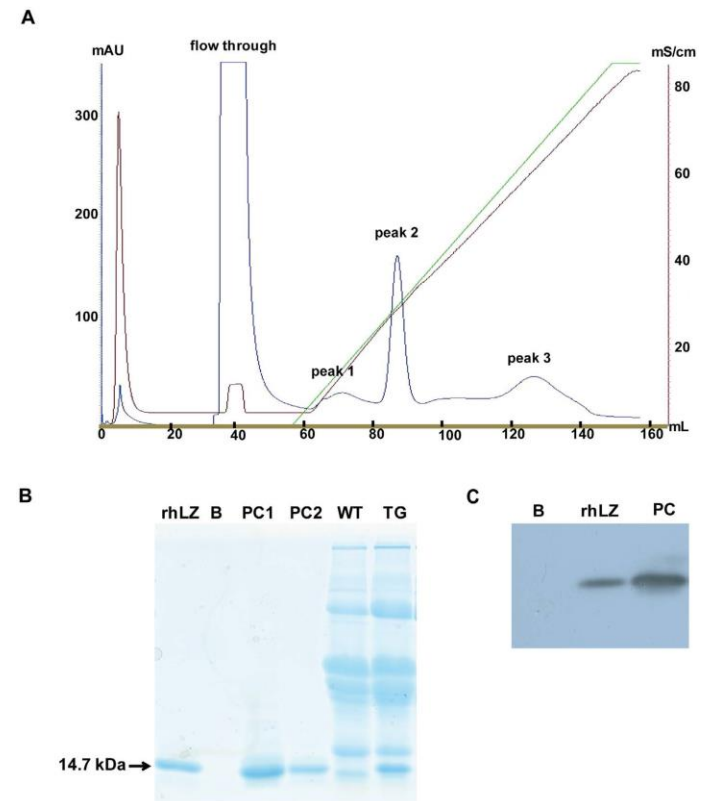 A
mAU
flow through
mS/cm
300
200
100
80
60
40
20
peak 1
peak 2
peak 3
0 20 40 60 80 100 120 140 160 mL
B
rhLZ B PC1 PC2 WT TG
14.7 kDa
C
B rhLZ PC